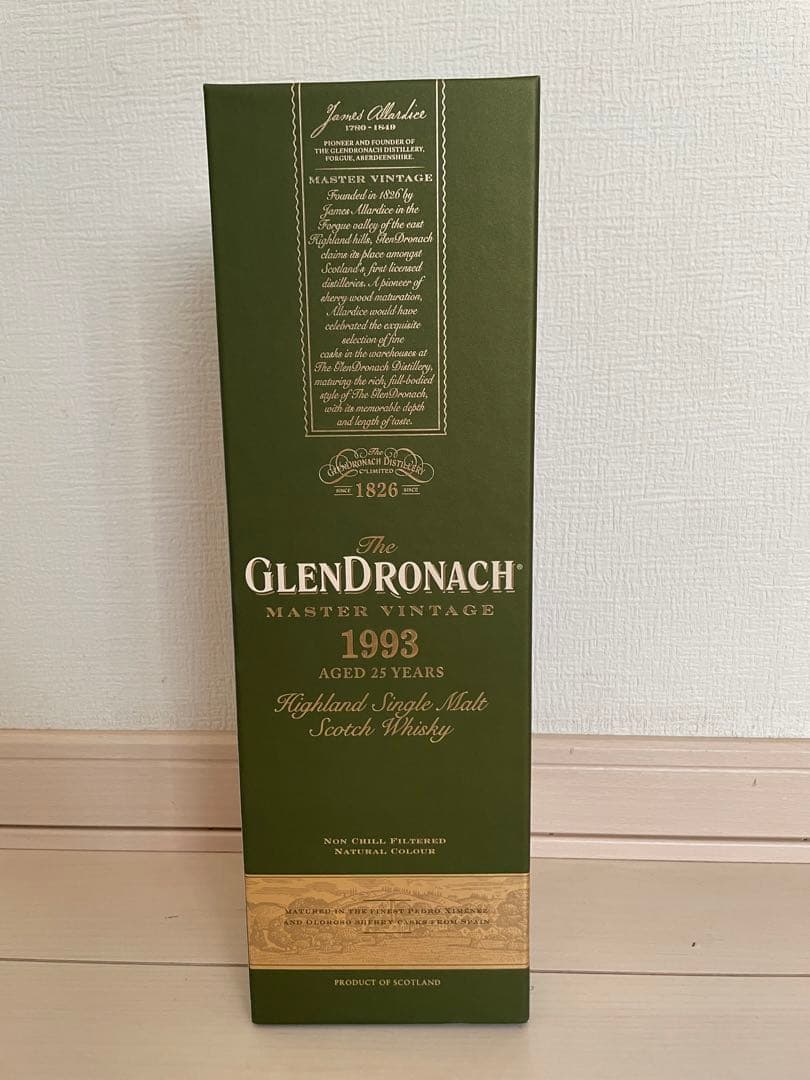 James Allardice
1780 - 1849
PIONEER AND FOUNDER OF
THE GLENDRONACH DISTILLERY,
FORGUE, ABERDEENSHIRE.
MASTER VINTAGE
Founded in 1826 by
James Allardice in the
Forgue valley of the east
Highland hills, GlenDronach
claims its place amongst
Scotland's first licensed
distilleries. A pioneer of
sherry wood maturation,
Allardice would have
celebrated the exquisite
selection of fine
casks in the warehouses at
The GlenDronach Distillery,
maturing the rich, full-bodied
style of The GlenDronach,
with its memorable depth
and length of taste.
The
GLENDRONACH DISTILLERY
Co LIMITED
SINCE 1826 SINCE
The
GLENDRONACH®
MASTER VINTAGE
1993
AGED 25 YEARS
Highland Single Malt
Scotch Whisky
NON CHILL FILTERED
NATURAL COLOUR
MATURED IN THE FINEST PEDRO XIMÉNEZ
AND OLOROSO SHERRY CASKS FROM SPAIN
PRODUCT OF SCOTLAND